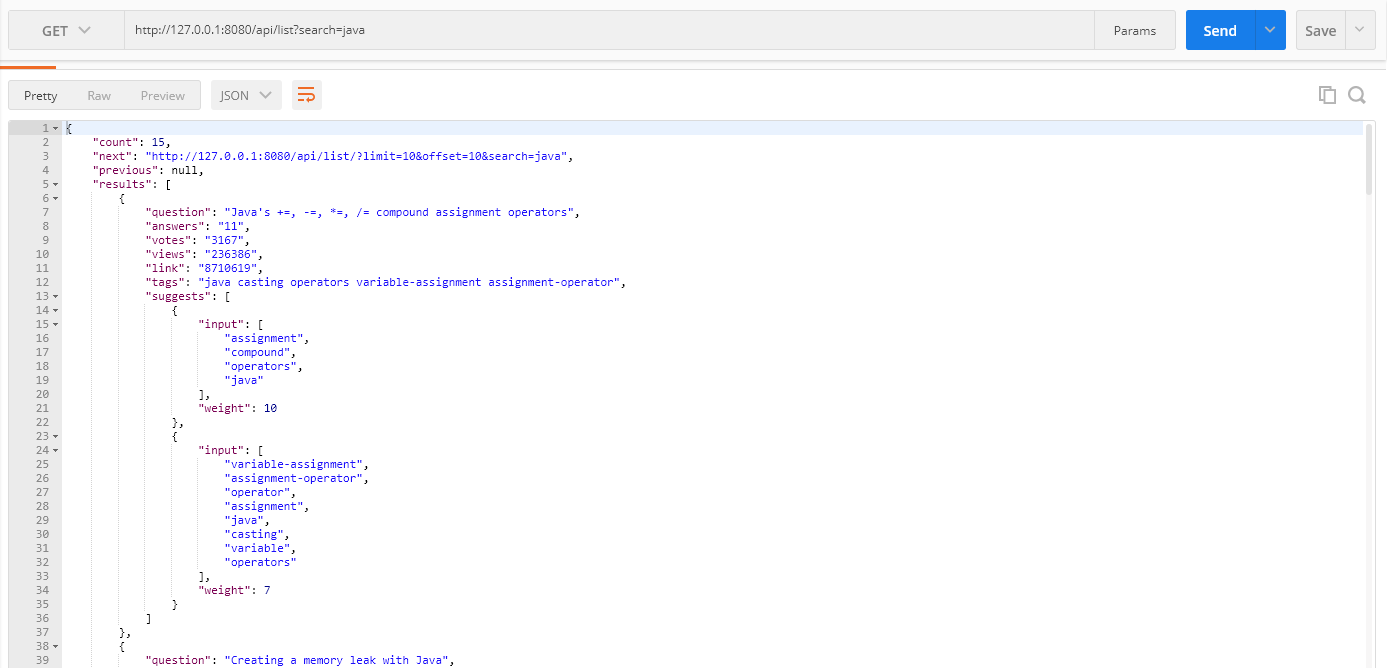 GET http://127.0.0.1:8080/api/list?search=java Params Send Save
Pretty Raw Preview JSON
1 {
2 "count": 15,
3 "next": "http://127.0.0.1:8080/api/list/?limit=10&offset=10&search=java",
4 "previous": null,
5 "results": [
6 {
7 "question": "Java's +=, -=, *=, /= compound assignment operators",
8 "answers": "11",
9 "votes": "3167",
10 "views": "236386",
11 "link": "8710619",
12 "tags": "java casting operators variable-assignment assignment-operator",
13 "suggests": [
14 {
15 "input": [
16 "assignment",
17 "compound",
18 "operators",
19 "java"
20 ],
21 "weight": 10
22 },
23 {
24 "input": [
25 "variable-assignment",
26 "assignment-operator",
27 "operator",
28 "assignment",
29 "java",
30 "casting",
31 "variable",
32 "operators"
33 ],
34 "weight": 7
35 }
36 ]
37 },
38 {
39 "question": "Creating a memory leak with Java",